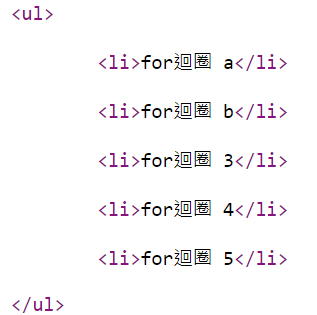 <ul>
<li>for迴圈 a</li>
<li>for迴圈 b</li>
<li>for迴圈 3</li>
<li>for迴圈 4</li>
<li>for迴圈 5</li>
</ul>